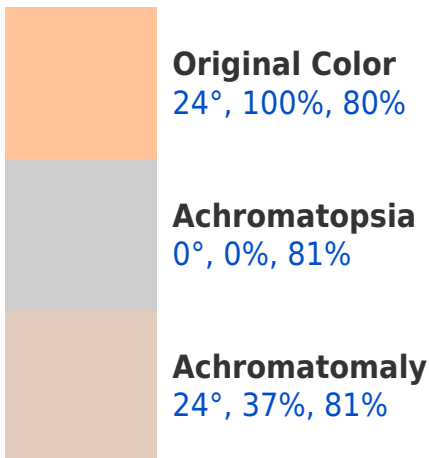 Original Color
24°, 100%, 80%
Achromatopsia
0°, 0%, 81%
Achromatomaly
24°, 37%, 81%